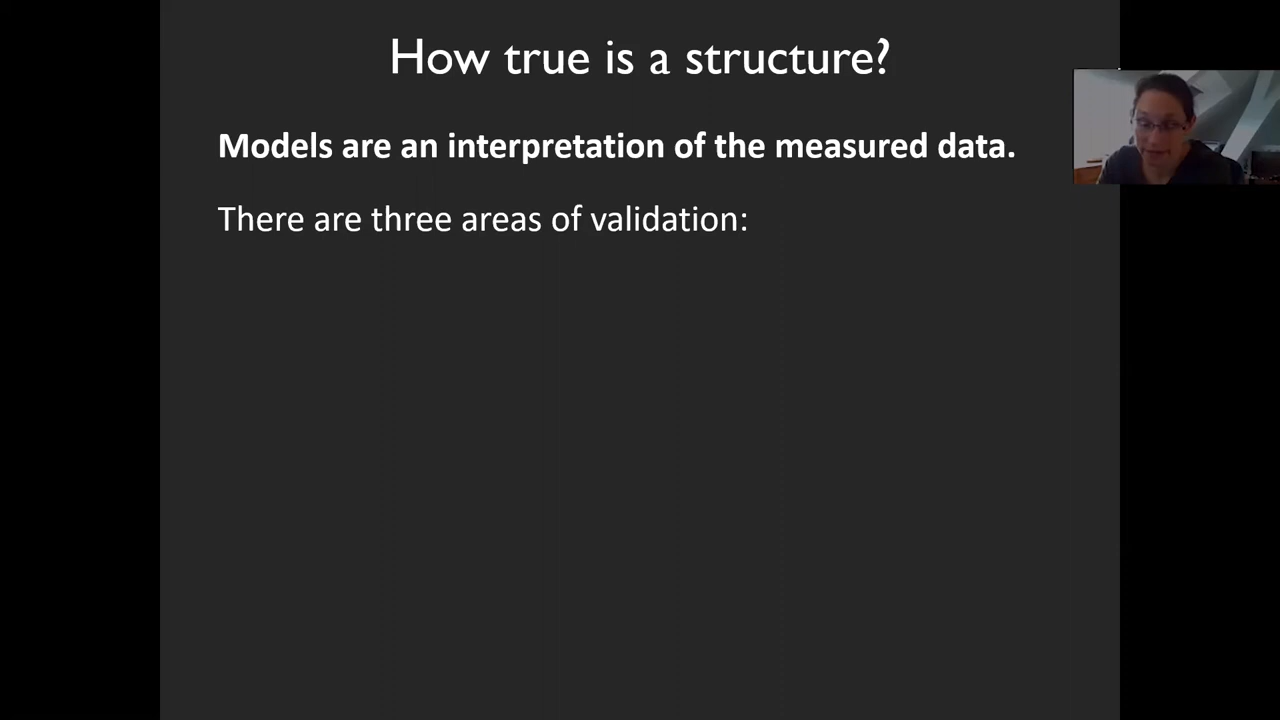 How true is a structure?
Models are an interpretation of the measured data.
There are three areas of validation: